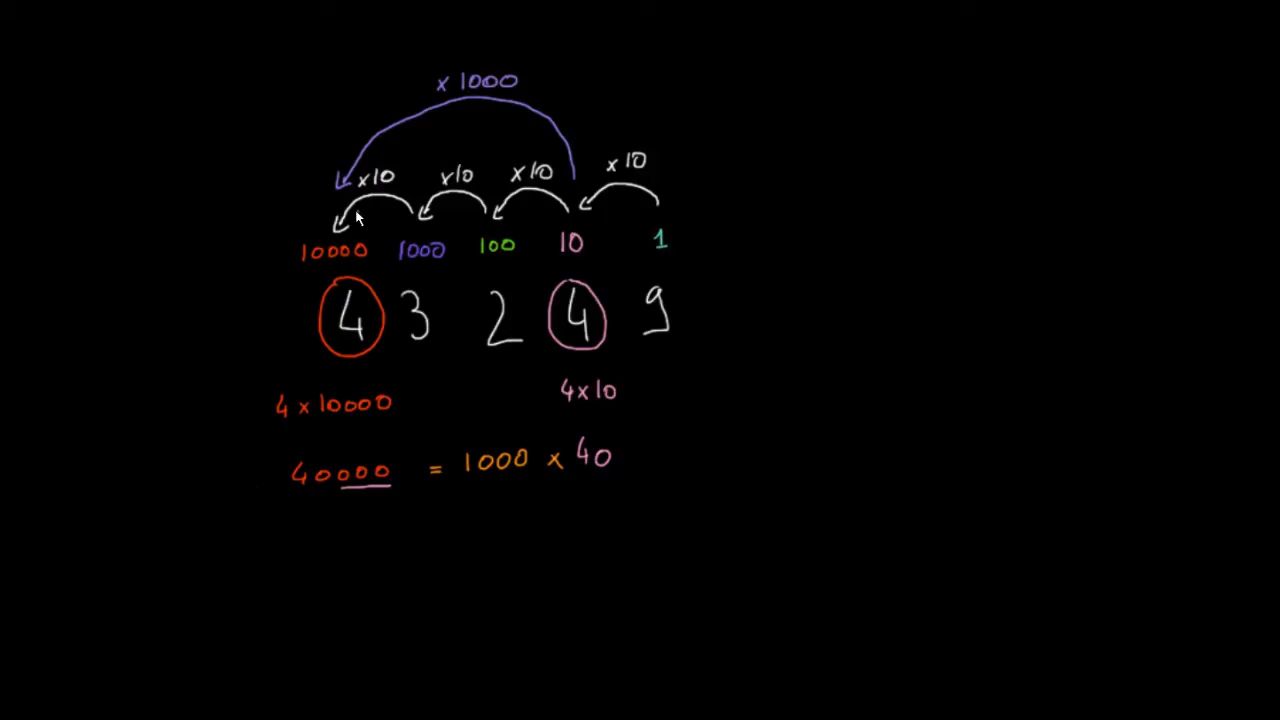 x 1000
x10 x10 x10 x10
10000 1000 100 10 1
4 3 2 4 9
4 x 10000 4x10
40000 = 1000 x 40